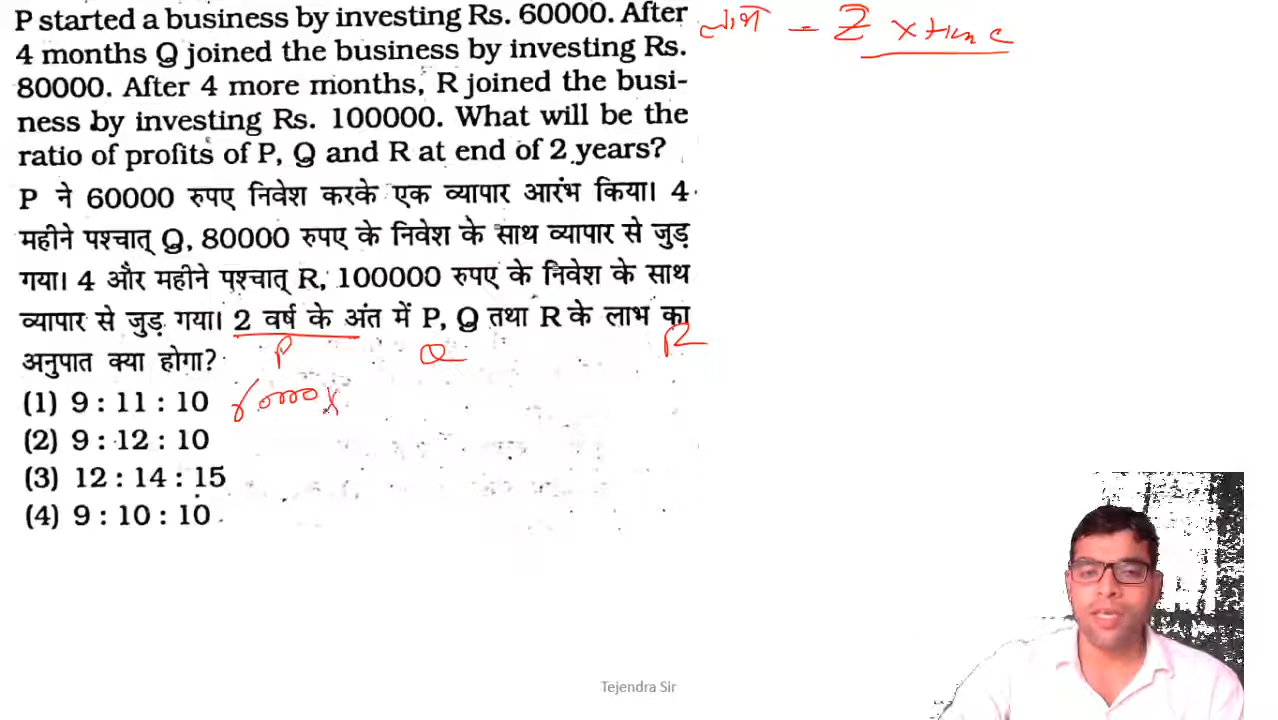 P started a business by investing Rs. 60000. After
4 months Q joined the business by investing Rs.
80000. After 4 more months, R joined the busi-
ness by investing Rs. 100000. What will be the
ratio of profits of P, Q and R at end of 2 years?
P ने 60000 रुपए निवेश करके एक व्यापार आरंभ किया। 4
महीने पश्चात् Q, 80000 रुपए के निवेश के साथ व्यापार से जुड़
गया। 4 और महीने पश्चात् R, 100000 रुपए के निवेश के साथ
व्यापार से जुड़ गया। 2 वर्ष के अंत में P, Q तथा R के लाभ का
अनुपात क्या होगा?
(1) 9 : 11 : 10
(2) 9 : 12 : 10
(3) 12 : 14 : 15
(4) 9 : 10 : 10
लाभ = Z × time
P Q R
60000 ×
Tejendra Sir